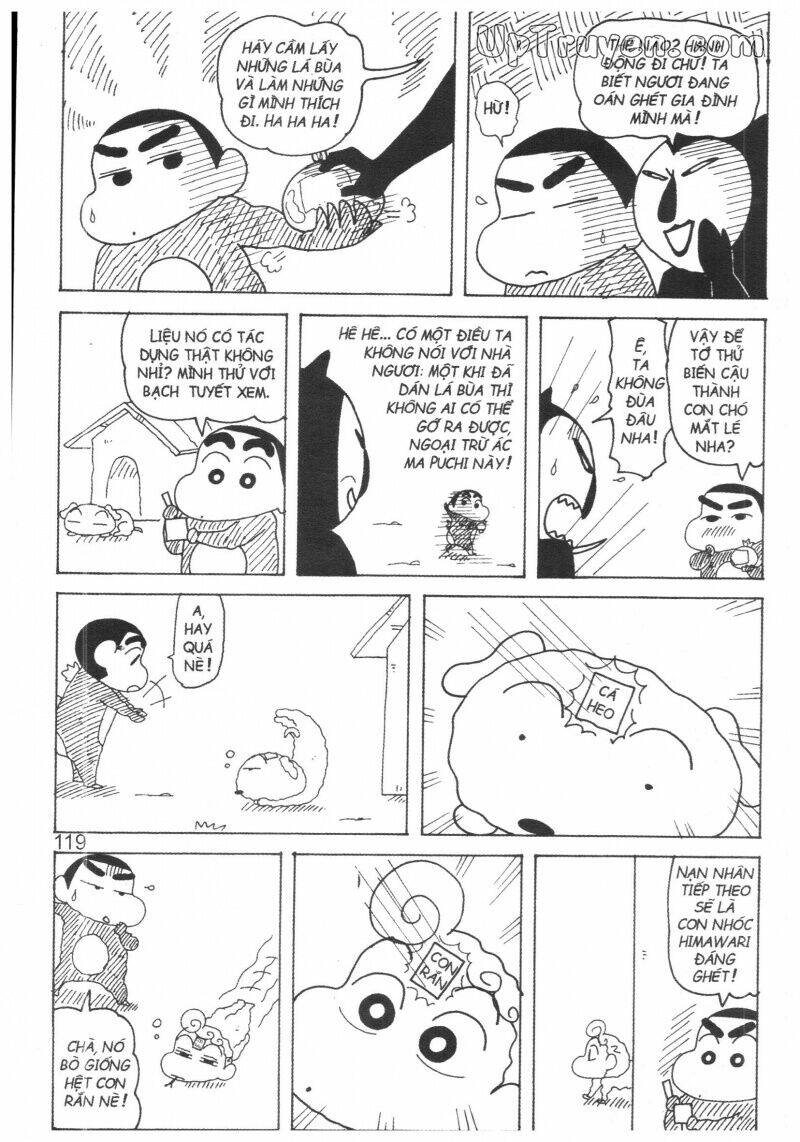 HÃY CẦM LẤY
NHỮNG LÁ BÙA
VÀ LÀM NHỮNG
GÌ MÌNH THÍCH
ĐI. HA HA HA!
UpTruyen.com
THẾ NÀO? HÀNH
ĐỘNG ĐI CHỨ! TA
BIẾT NGƯƠI ĐANG
OÁN GHÉT GIA ĐÌNH
MÌNH MÀ!
HỪ!
LIỆU NÓ CÓ TÁC
DỤNG THẬT KHÔNG
NHỈ? MÌNH THỬ VỚI
BẠCH TUYẾT XEM.
HÊ HÊ... CÓ MỘT ĐIỀU TA
KHÔNG NÓI VỚI NHÀ
NGƯƠI: MỘT KHI ĐÃ
DÁN LÁ BÙA THÌ
KHÔNG AI CÓ THỂ
GỠ RA ĐƯỢC,
NGOẠI TRỪ ÁC
MA PUCHI NÀY!
VẬY ĐỂ
TỚ THỬ
BIẾN CẬU
THÀNH
CON CHÓ
MẮT LÉ
NHA?
Ê,
TA
KHÔNG
ĐÙA
ĐÂU
NHA!
A,
HAY
QUÁ
NÈ!
CÁ
HEO
119
CHÀ, NÓ
BÒ GIỐNG
HỆT CON
RẮN NÈ!
CON
RẮN
NẠN NHÂN
TIẾP THEO
SẼ LÀ
CON NHÓC
HIMAWARI
ĐÁNG
GHÉT!